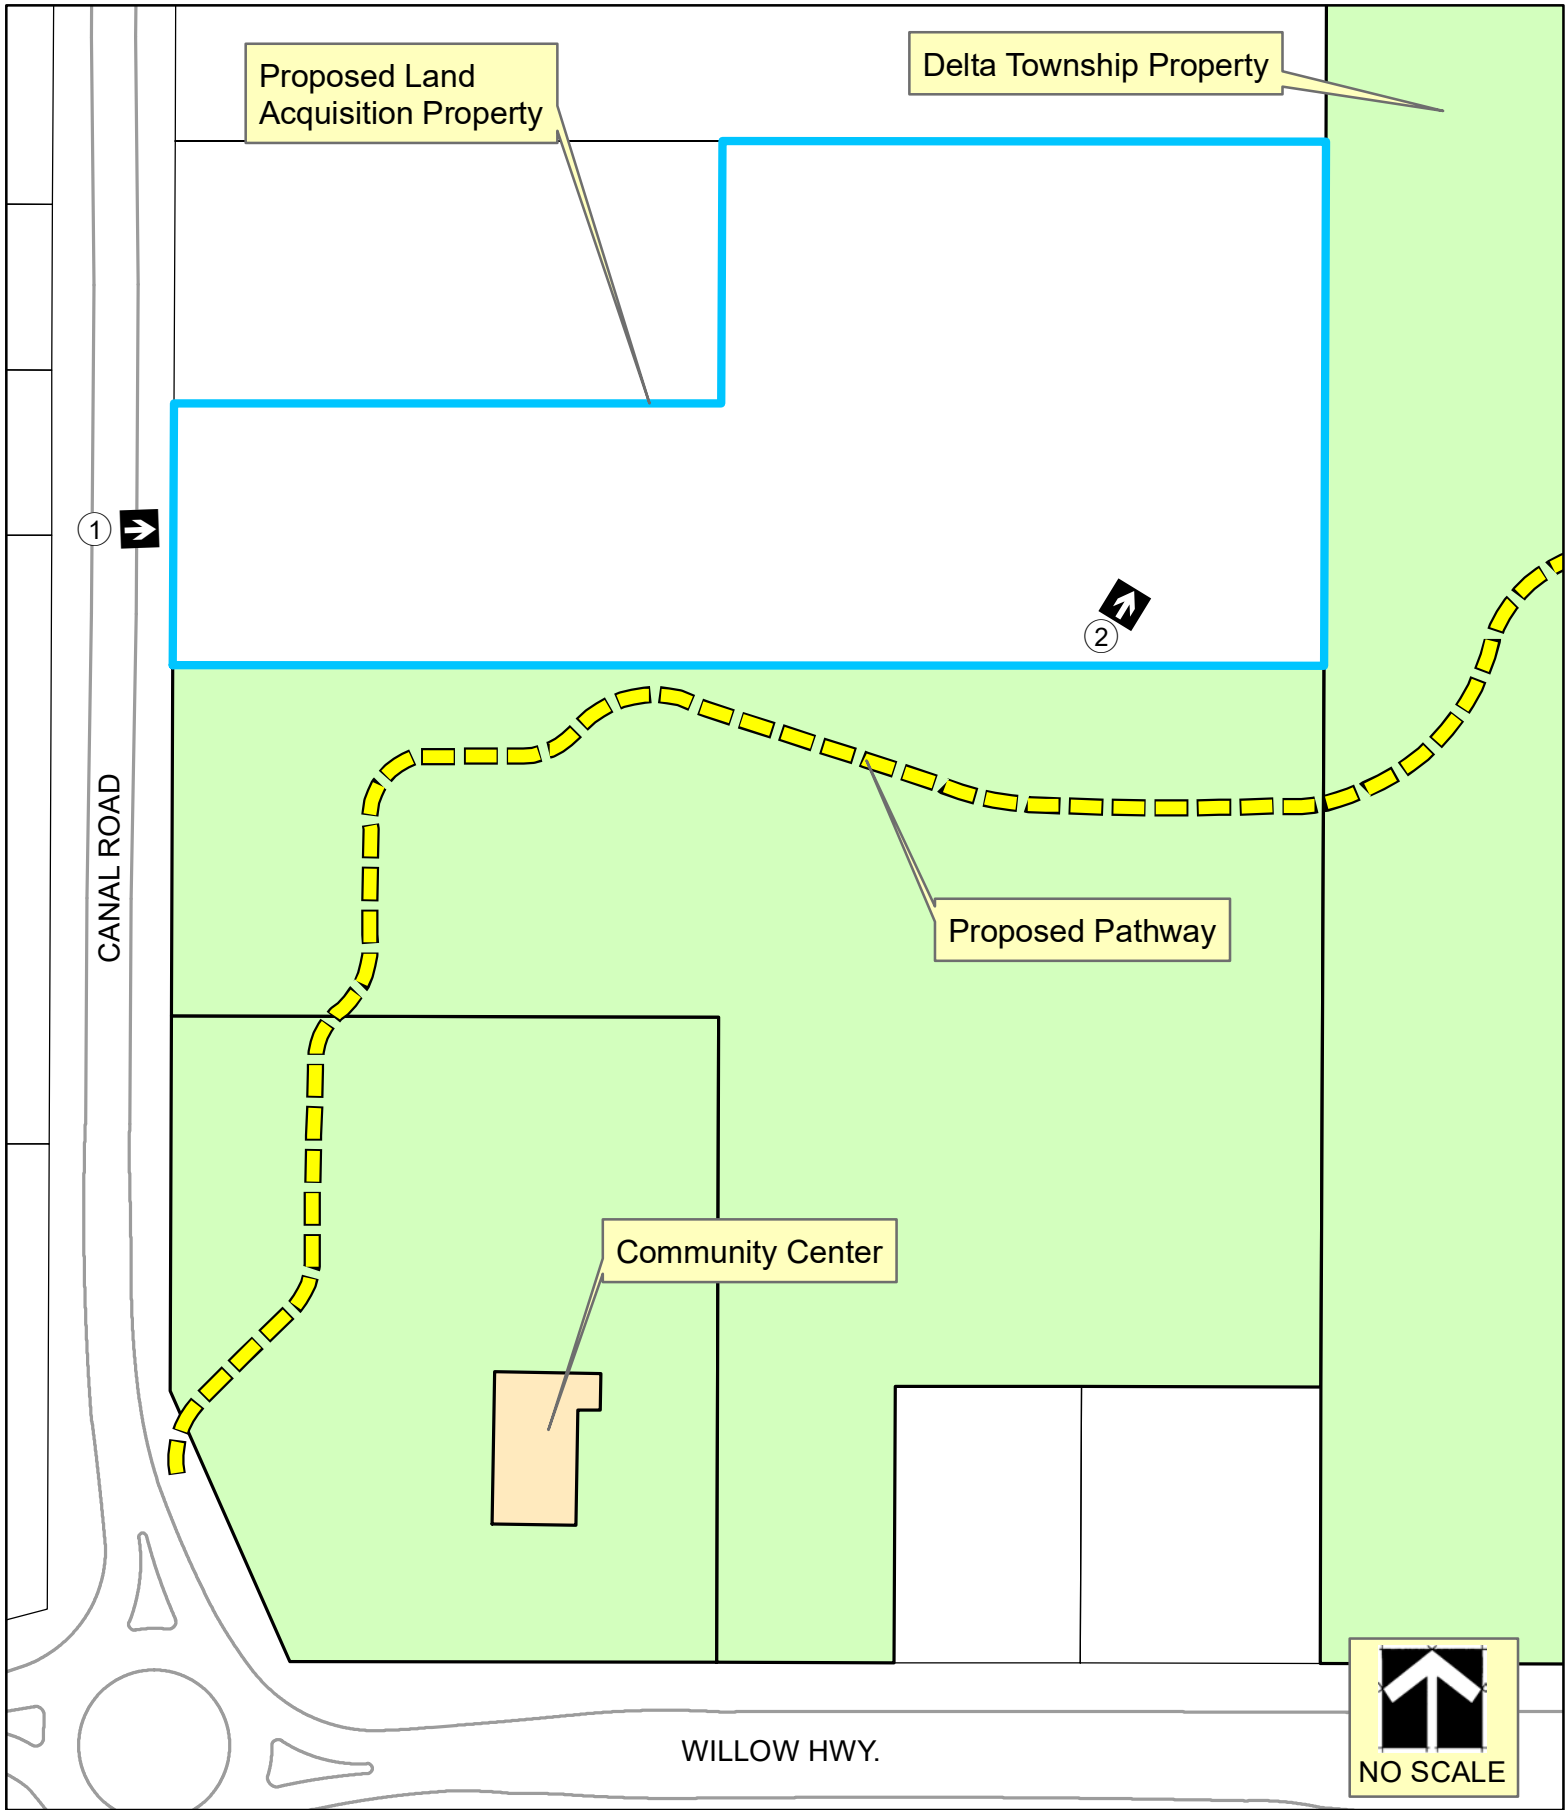 Proposed Land
Acquisition Property
Delta Township Property
1
2
CANAL ROAD
Proposed Pathway
Community Center
WILLOW HWY.
NO SCALE